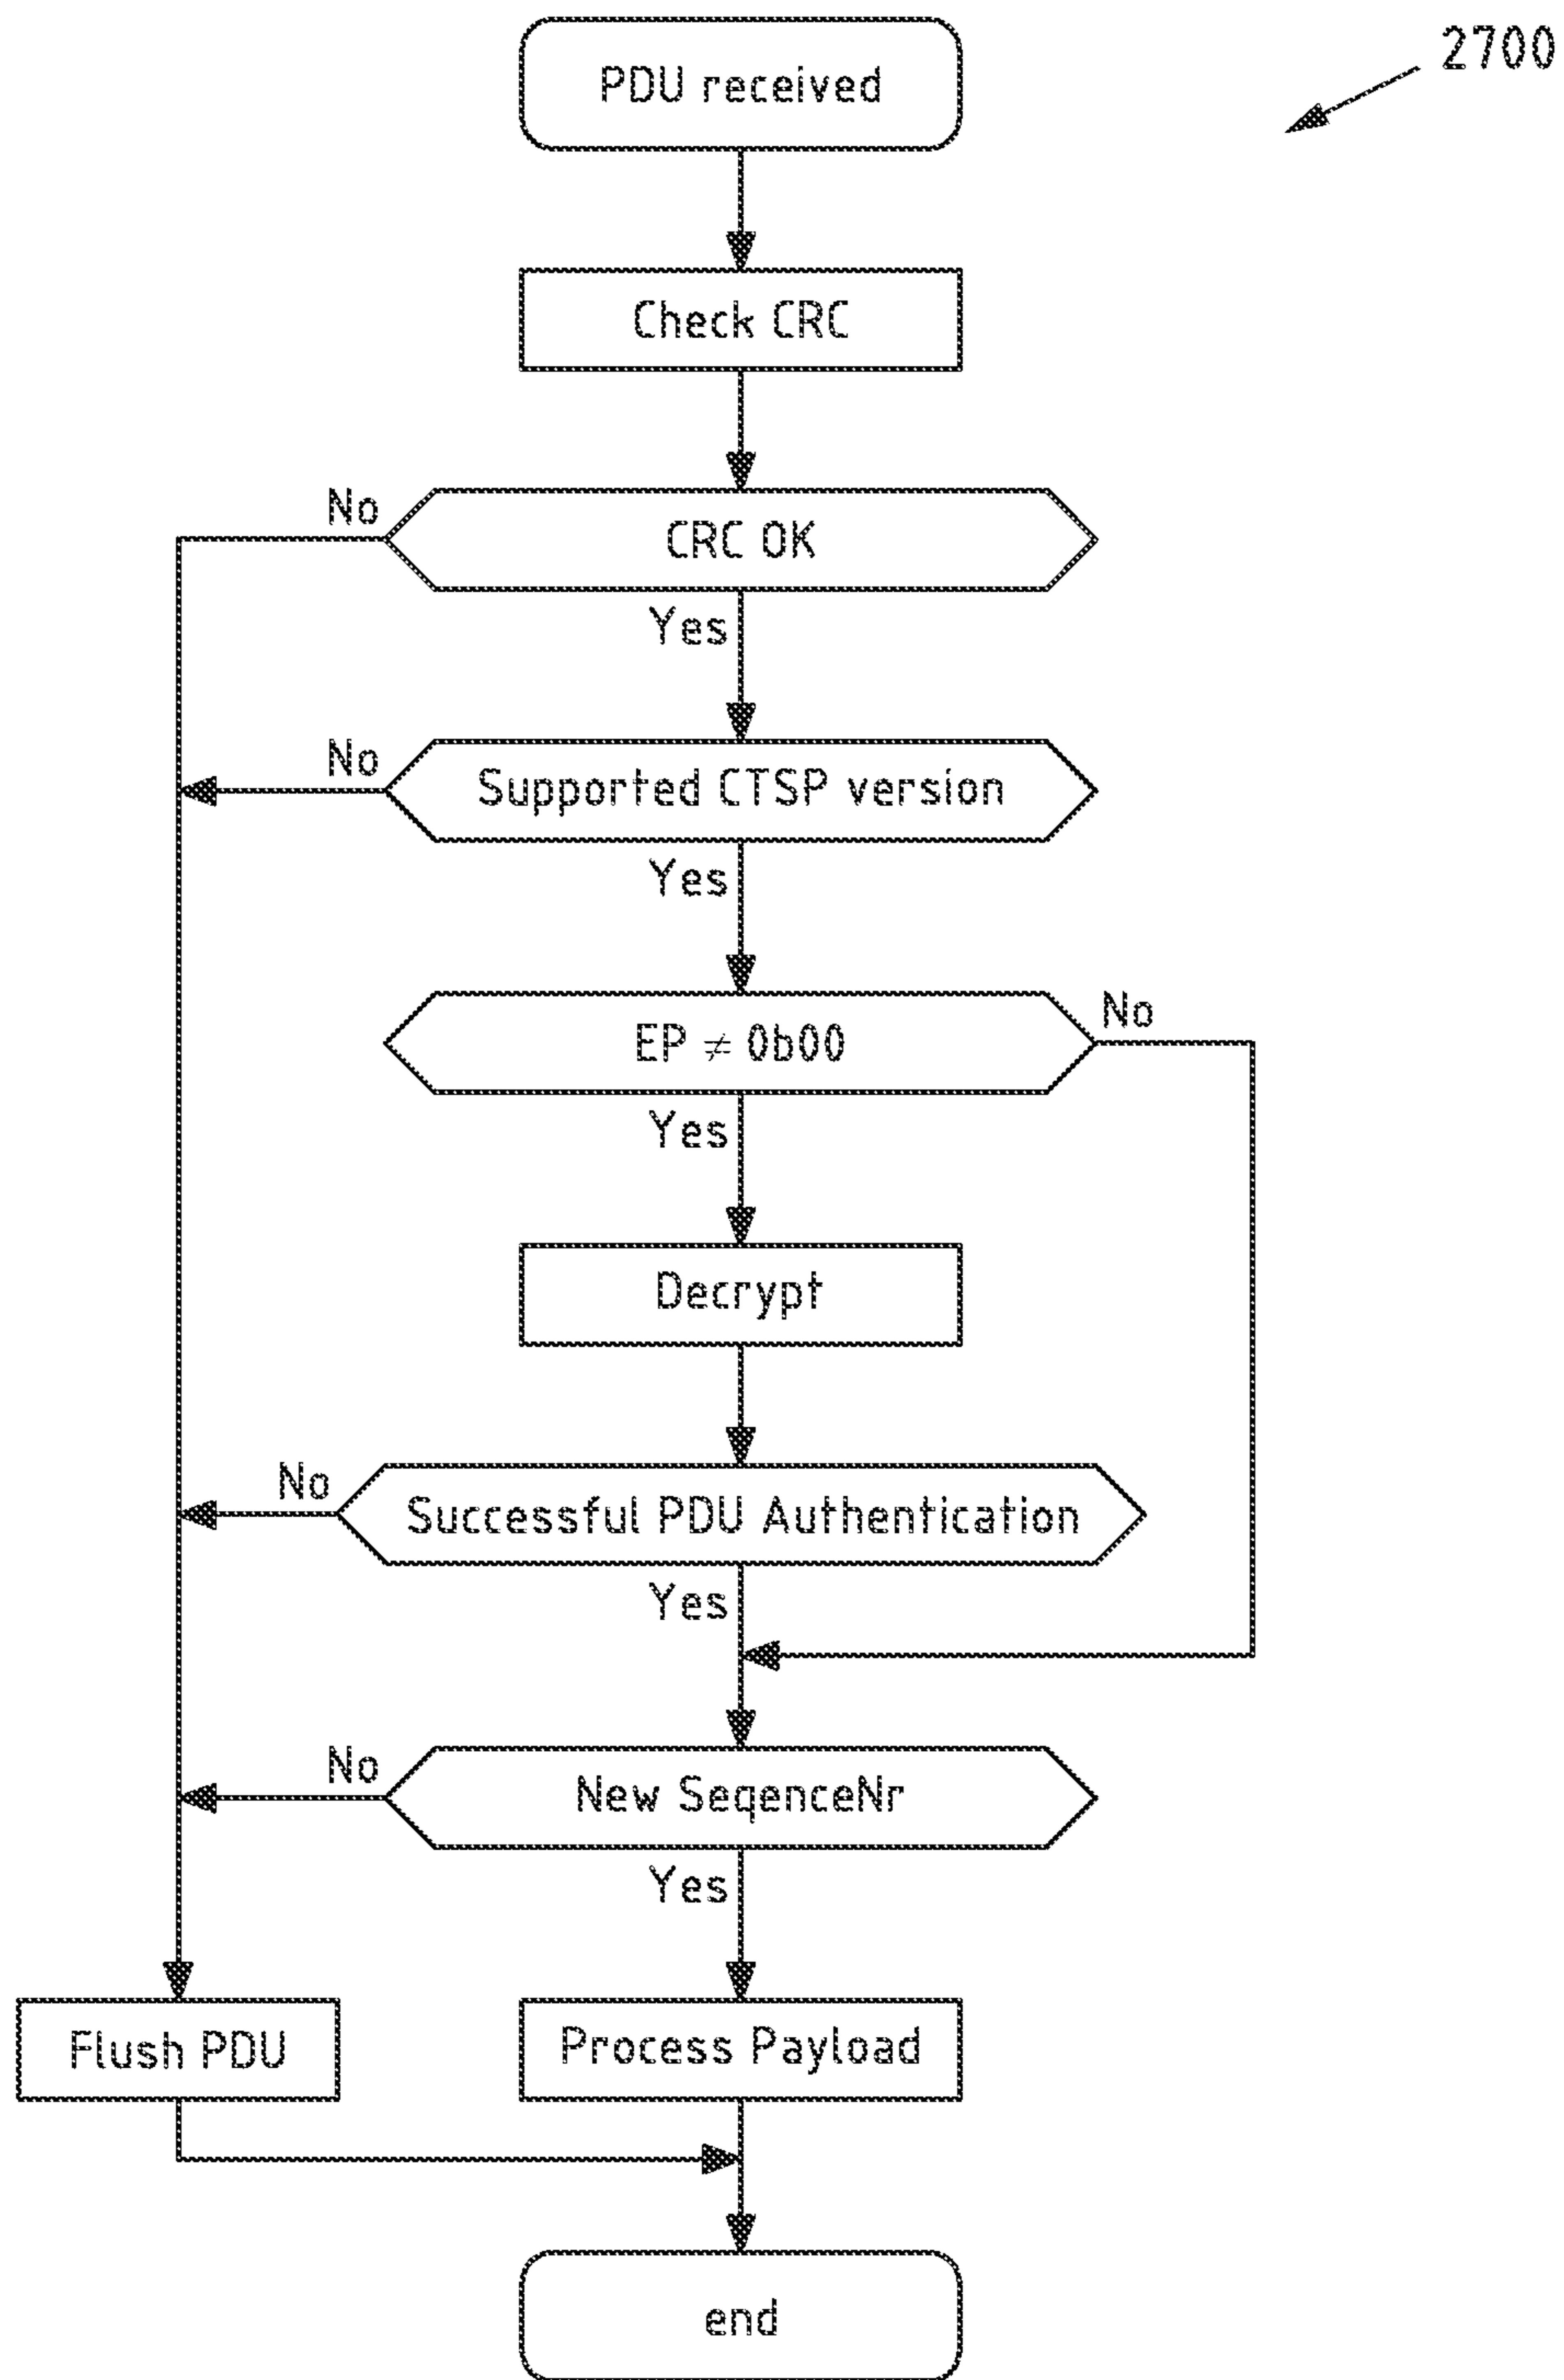 PDU received
2700
Check CRC
No
CRC OK
Yes
No
Supported CTSP version
Yes
EP ≠ 0b00
No
Yes
Decrypt
No
Successful PDU Authentication
Yes
No
New SeqenceNr
Yes
Flush PDU
Process Payload
end